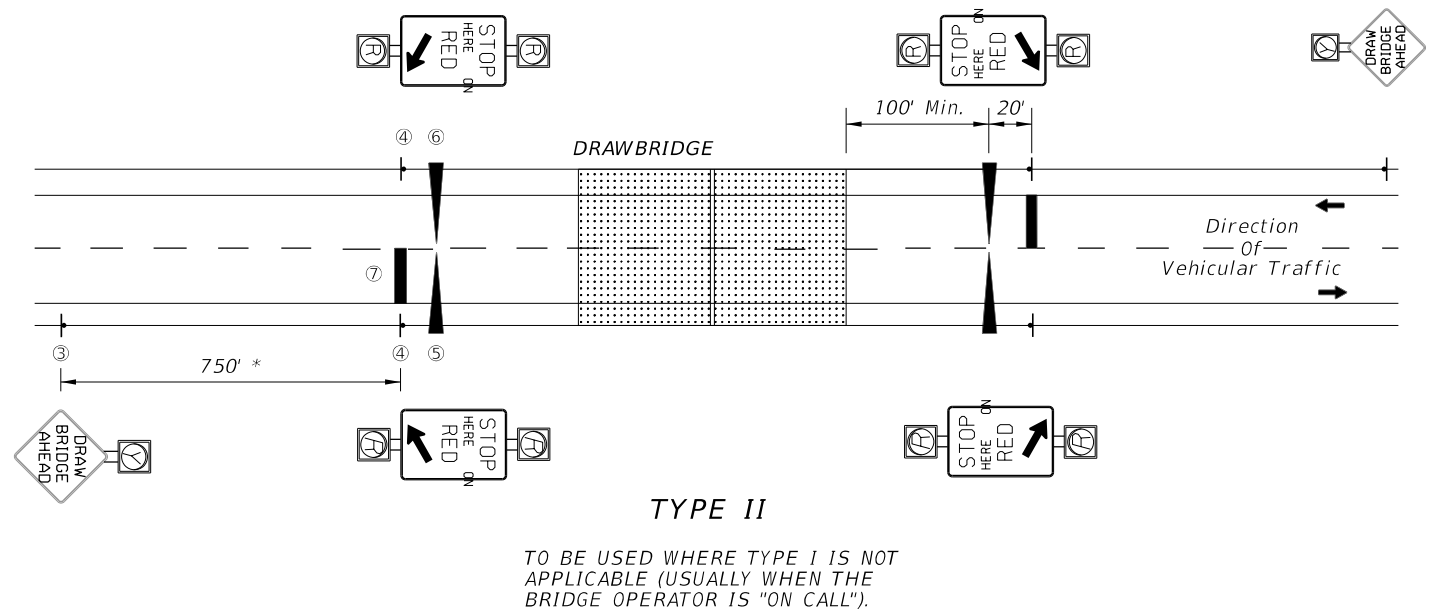 R
STOP
HERE ON
RED
R
R
STOP
HERE ON
RED
R
Y
DRAW
BRIDGE
AHEAD
100' Min.
20'
④
⑥
DRAWBRIDGE
Direction
Of
Vehicular Traffic
⑦
③
750' *
④
⑤
DRAW
BRIDGE
AHEAD
Y
R
STOP
HERE ON
RED
R
R
STOP
HERE ON
RED
R
TYPE II
TO BE USED WHERE TYPE I IS NOT
APPLICABLE (USUALLY WHEN THE
BRIDGE OPERATOR IS "ON CALL").